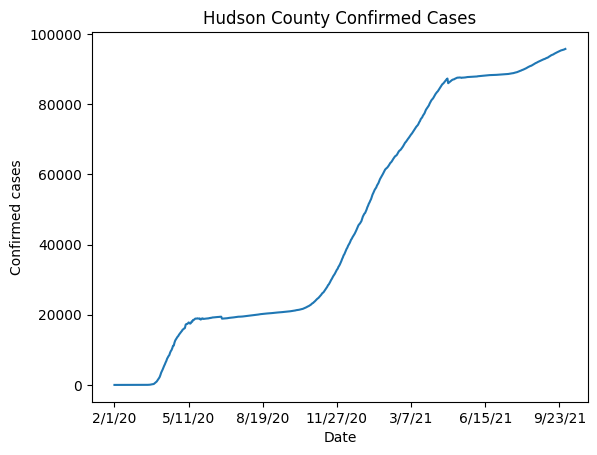 Hudson County Confirmed Cases
100000
80000
60000
40000
20000
0
Confirmed cases
2/1/20 5/11/20 8/19/20 11/27/20 3/7/21 6/15/21 9/23/21
Date